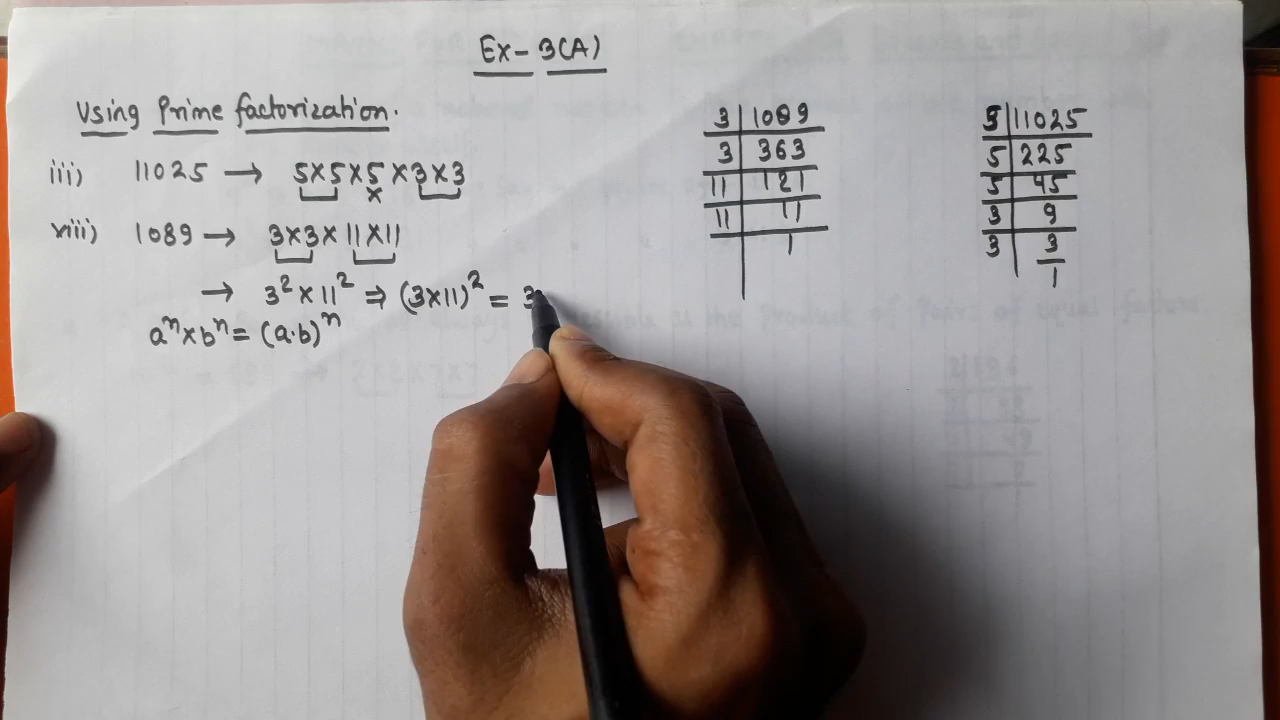 Ex- 3(A)
Using Prime factorization.
iii) 11025 → 5×5×5×3×3
×
xiii) 1089 → 3×3×11×11
→ 3² × 11² ⇒ (3×11)² = 3
aⁿ×bⁿ = (a·b)ⁿ
3 | 1089
3 | 363
11 | 121
11 | 11
1
5 | 11025
5 | 225
5 | 45
3 | 9
3 | 3
1